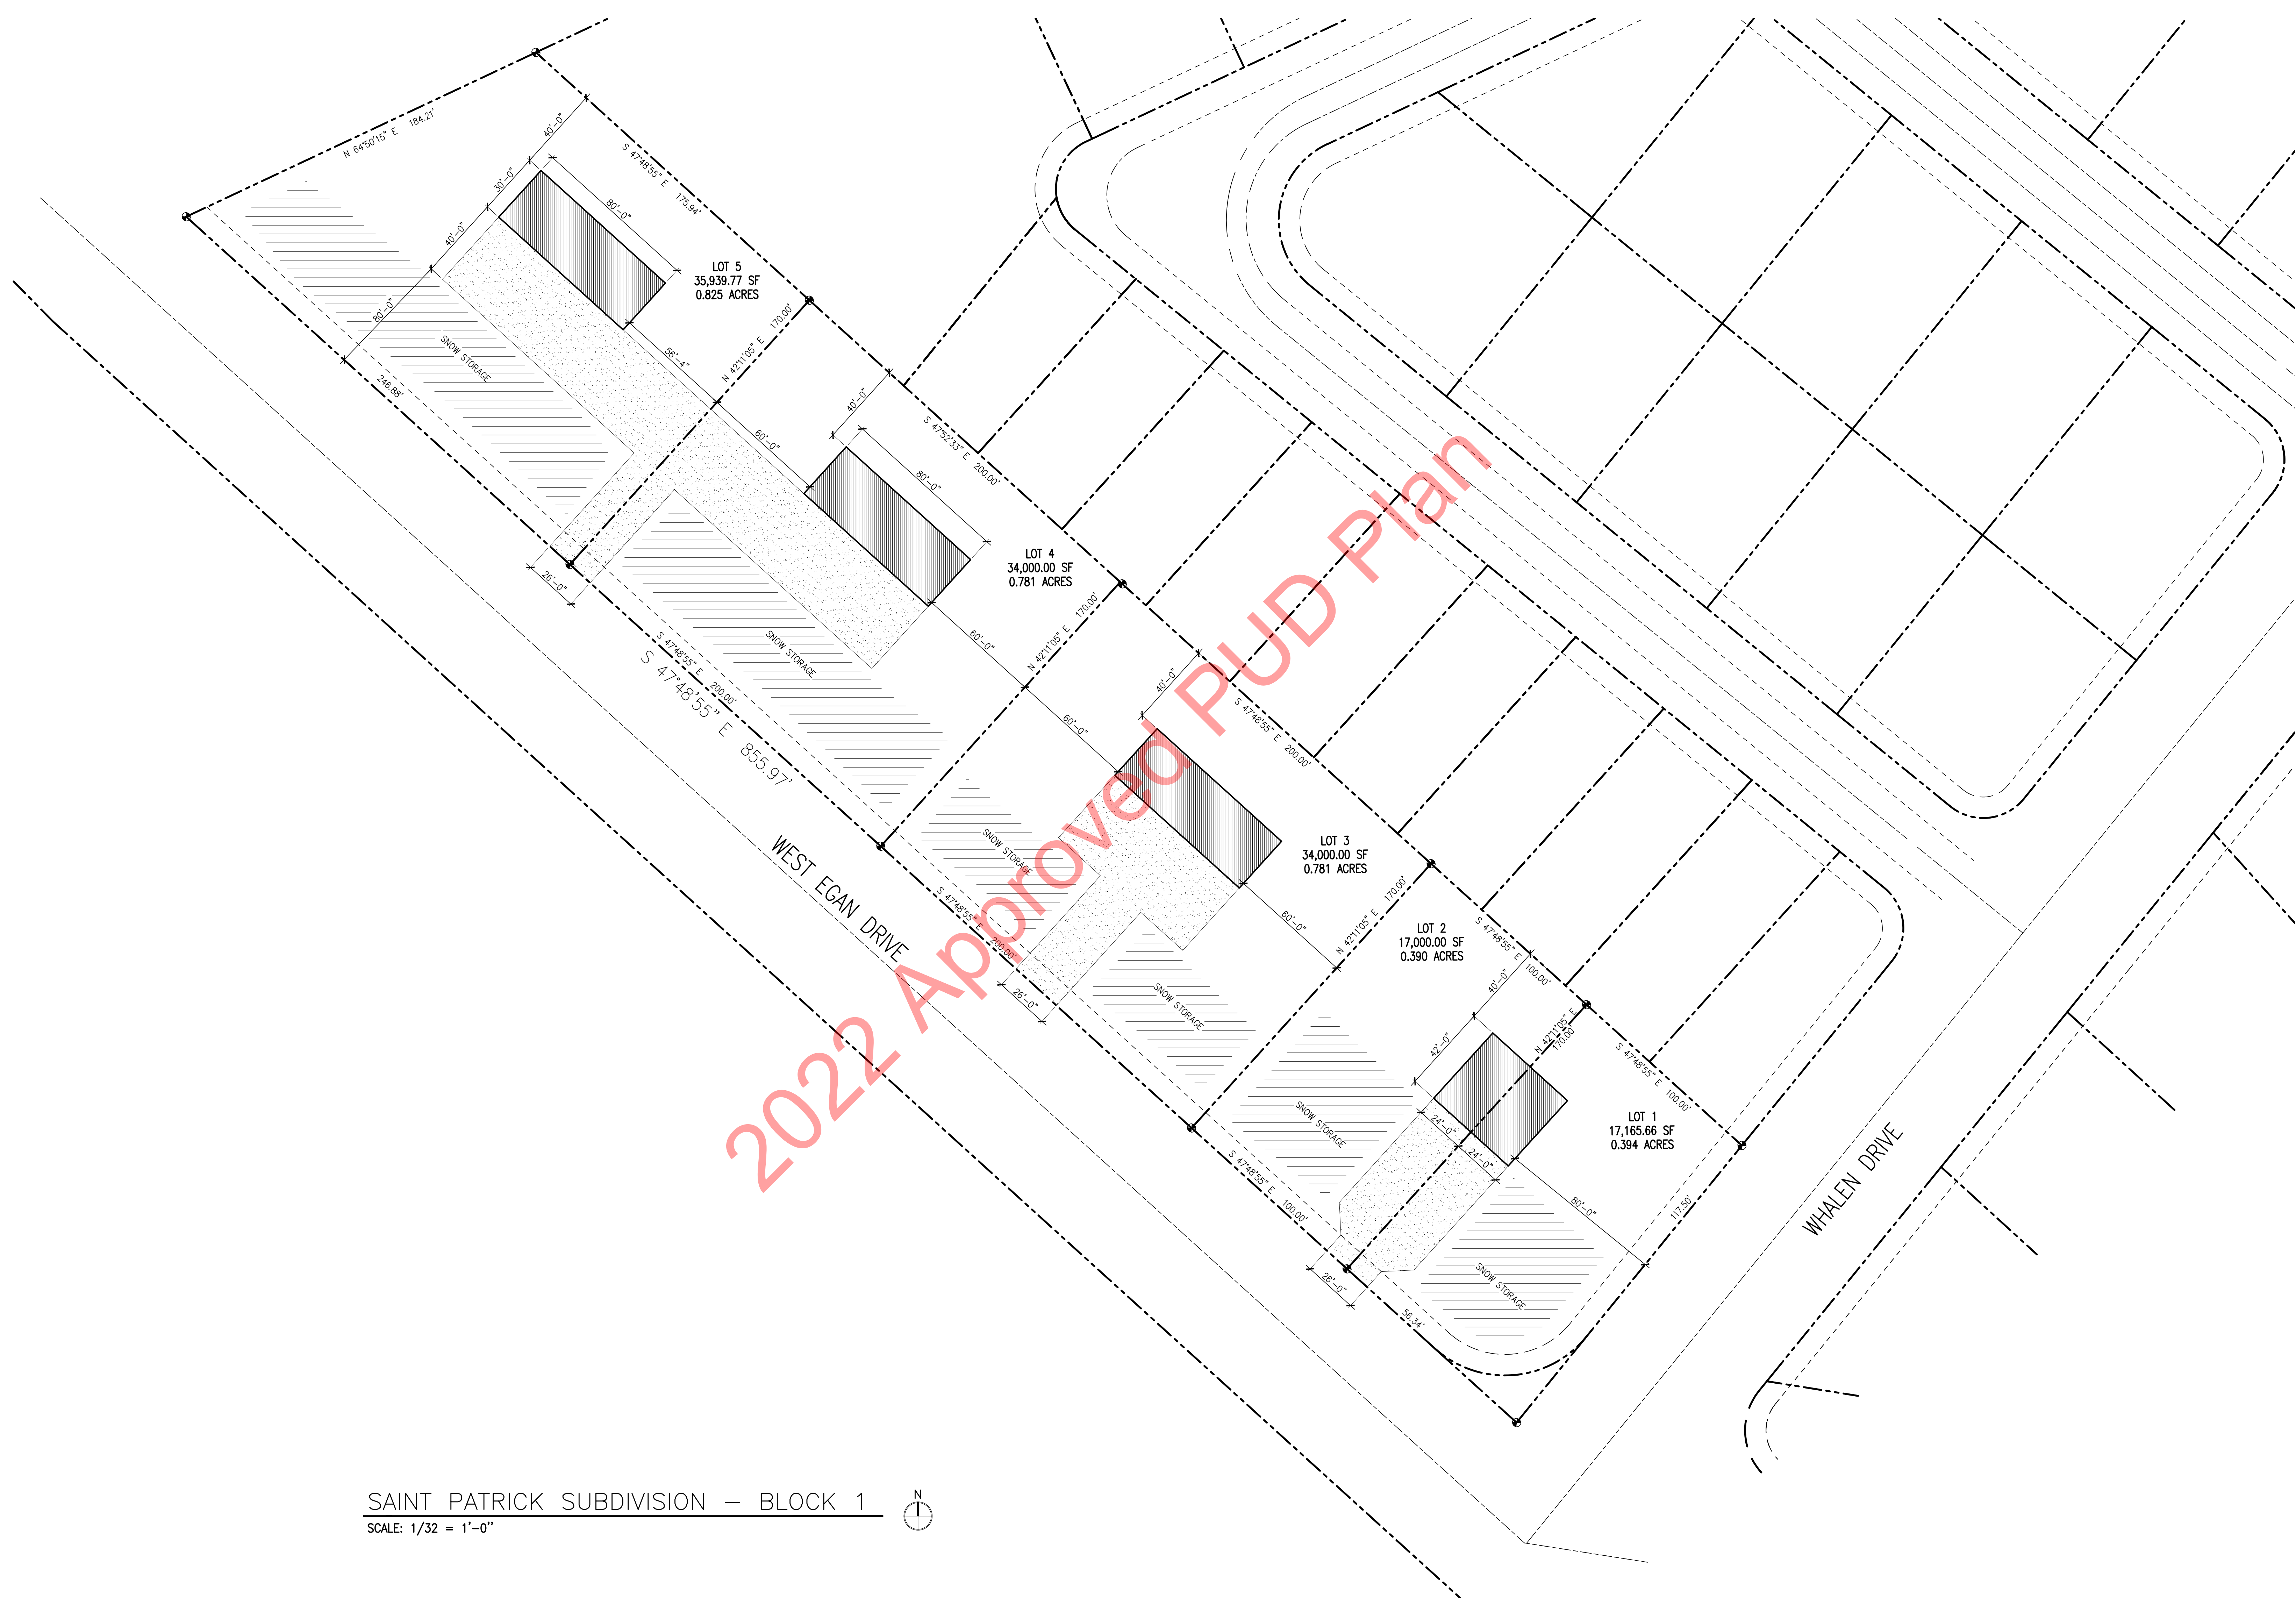 N 64°50'15" E 184.21'
40'-0"
30'-0"
40'-0"
80'-0"
80'-0"
S 47°48'55" E 175.94'
LOT 5
35,939.77 SF
0.825 ACRES
SNOW STORAGE
246.88'
56'-4"
N 42°11'05" E 170.00'
60'-0"
40'-0"
80'-0"
S 47°52'33" E 200.00'
LOT 4
34,000.00 SF
0.781 ACRES
26'-0"
SNOW STORAGE
S 47°48'55" E 200.00'
S 47°48'55" E 855.97'
60'-0"
N 42°11'05" E 170.00'
60'-0"
40'-0"
S 47°48'55" E 200.00'
LOT 3
34,000.00 SF
0.781 ACRES
SNOW STORAGE
WEST EGAN DRIVE
S 47°48'55" E 200.00'
26'-0"
SNOW STORAGE
60'-0"
N 42°11'05" E 170.00'
LOT 2
17,000.00 SF
0.390 ACRES
S 47°48'55" E 100.00'
40'-0"
42'-0"
N 42°11'05" E
170.00'
SNOW STORAGE
24'-0"
24'-0"
S 47°48'55" E 100.00'
S 47°48'55" E 100.00'
LOT 1
17,165.66 SF
0.394 ACRES
80'-0"
117.50'
SNOW STORAGE
26'-0"
56.34'
WHALEN DRIVE
2022 Approved PUD Plan
SAINT PATRICK SUBDIVISION – BLOCK 1
N
SCALE: 1/32 = 1'-0"